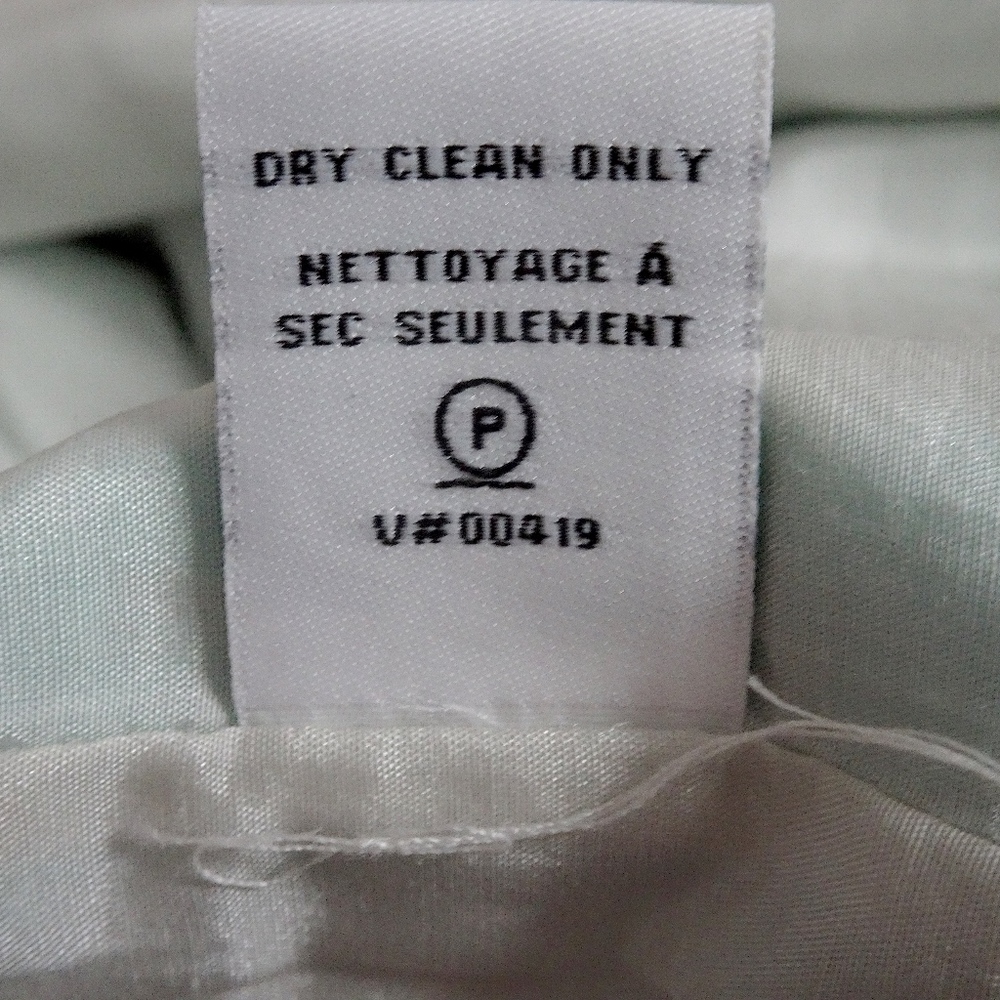 DRY CLEAN ONLY
NETTOYAGE Á
SEC SEULEMENT
P
V#00419